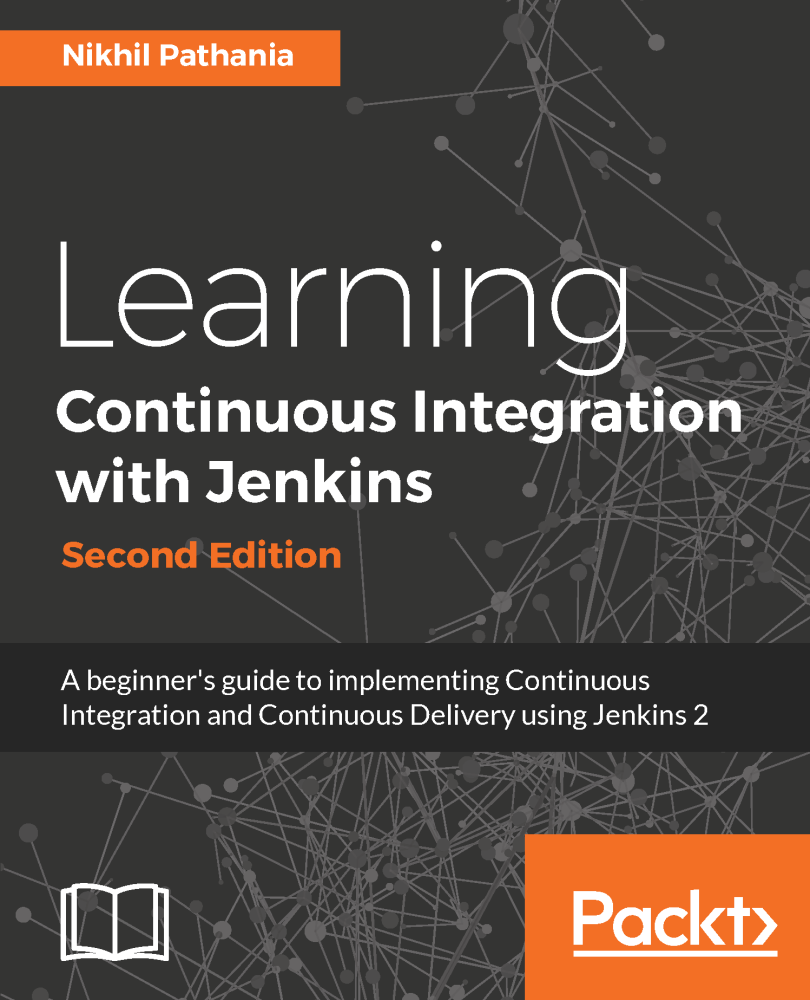 Nikhil Pathania
Learning
Continuous Integration
with Jenkins
Second Edition
A beginner's guide to implementing Continuous
Integration and Continuous Delivery using Jenkins 2
Packt>